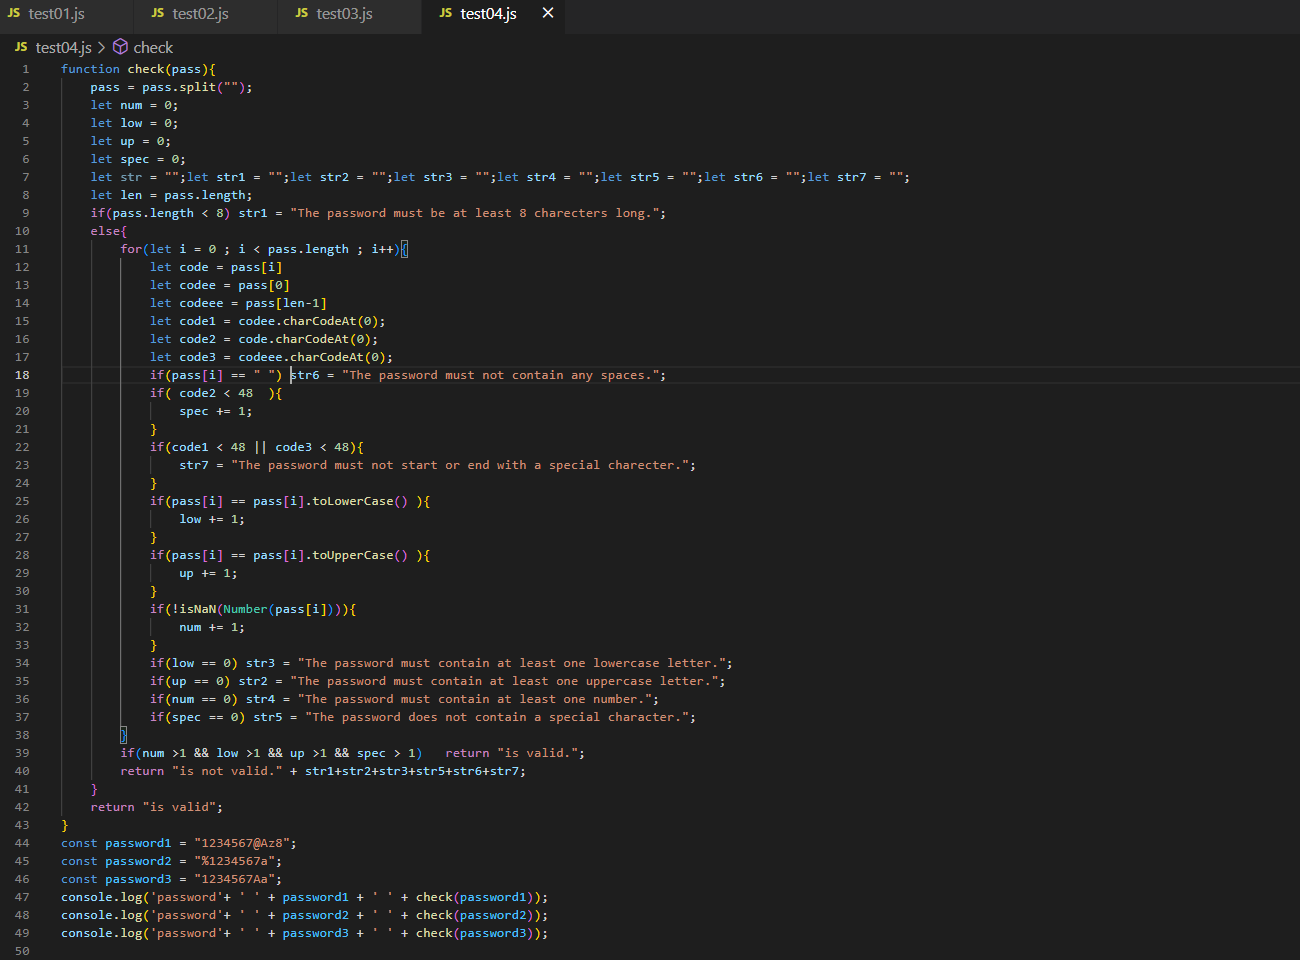 JS test01.js JS test02.js JS test03.js JS test04.js ×
JS test04.js > check
1 function check(pass){
2 pass = pass.split("");
3 let num = 0;
4 let low = 0;
5 let up = 0;
6 let spec = 0;
7 let str = "";let str1 = "";let str2 = "";let str3 = "";let str4 = "";let str5 = "";let str6 = "";let str7 = "";
8 let len = pass.length;
9 if(pass.length < 8) str1 = "The password must be at least 8 charecters long.";
10 else{
11 for(let i = 0 ; i < pass.length ; i++){
12 let code = pass[i]
13 let codee = pass[0]
14 let codeee = pass[len-1]
15 let code1 = codee.charCodeAt(0);
16 let code2 = code.charCodeAt(0);
17 let code3 = codeee.charCodeAt(0);
18 if(pass[i] == " ") str6 = "The password must not contain any spaces.";
19 if( code2 < 48  ){
20 spec += 1;
21 }
22 if(code1 < 48 || code3 < 48){
23 str7 = "The password must not start or end with a special charecter.";
24 }
25 if(pass[i] == pass[i].toLowerCase() ){
26 low += 1;
27 }
28 if(pass[i] == pass[i].toUpperCase() ){
29 up += 1;
30 }
31 if(!isNaN(Number(pass[i]))){
32 num += 1;
33 }
34 if(low == 0) str3 = "The password must contain at least one lowercase letter.";
35 if(up == 0) str2 = "The password must contain at least one uppercase letter.";
36 if(num == 0) str4 = "The password must contain at least one number.";
37 if(spec == 0) str5 = "The password does not contain a special character.";
38 }
39 if(num >1 && low >1 && up >1 && spec > 1)   return "is valid.";
40 return "is not valid." + str1+str2+str3+str5+str6+str7;
41 }
42 return "is valid";
43 }
44 const password1 = "1234567@Az8";
45 const password2 = "%1234567a";
46 const password3 = "1234567Aa";
47 console.log('password'+ ' ' + password1 + ' ' + check(password1));
48 console.log('password'+ ' ' + password2 + ' ' + check(password2));
49 console.log('password'+ ' ' + password3 + ' ' + check(password3));
50